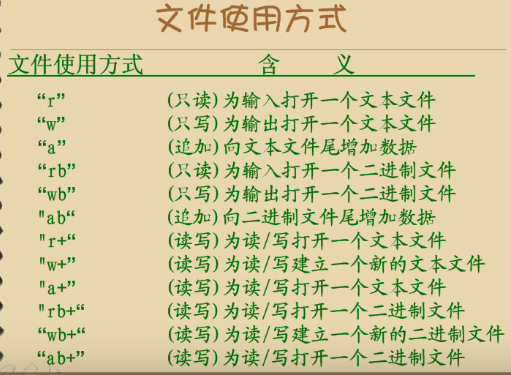 文件使用方式
文件使用方式 含 义
“r” (只读)为输入打开一个文本文件
“w” (只写)为输出打开一个文本文件
“a” (追加)向文本文件尾增加数据
“rb” (只读)为输入打开一个二进制文件
“wb” (只写)为输出打开一个二进制文件
"ab“ (追加)向二进制文件尾增加数据
"r+“ (读写)为读/写打开一个文本文件
"w+” (读写)为读/写建立一个新的文本文件
"a+” (读写)为读/写打开一个文本文件
"rb+“ (读写)为读/写打开一个二进制文件
“wb+“ (读写)为读/写建立一个新的二进制文件
“ab+” (读写)为读/写打开一个二进制文件